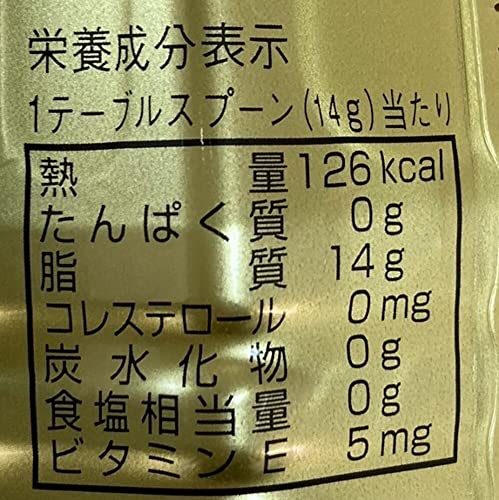 栄養成分表示
1テーブルスプーン(14g)当たり
熱量 126kcal
たんぱく質 0g
脂質 14g
コレステロール 0mg
炭水化物 0g
食塩相当量 0g
ビタミンE 5mg